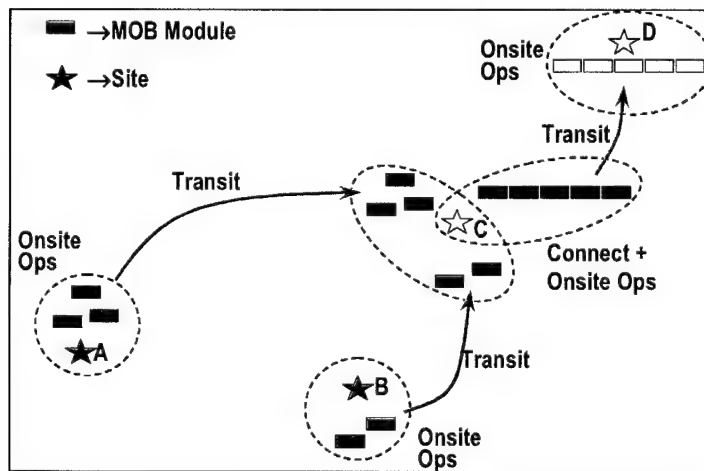 →MOB Module
→Site
Onsite
Ops
D
Transit
Transit
C
Connect +
Onsite Ops
Onsite
Ops
A
Transit
B
Onsite
Ops